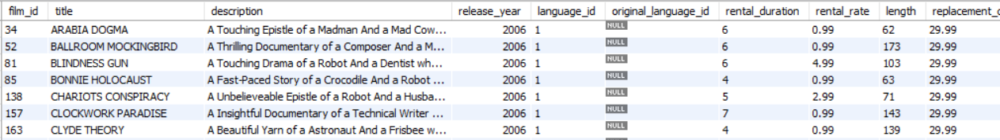 film_id title description release_year language_id original_language_id rental_duration rental_rate length replacement_c
34 ARABIA DOGMA A Touching Epistle of a Madman And a Mad Cow... 2006 1 NULL 6 0.99 62 29.99
52 BALLROOM MOCKINGBIRD A Thrilling Documentary of a Composer And a M... 2006 1 NULL 6 0.99 173 29.99
81 BLINDNESS GUN A Touching Drama of a Robot And a Dentist wh... 2006 1 NULL 6 4.99 103 29.99
85 BONNIE HOLOCAUST A Fast-Paced Story of a Crocodile And a Robot ... 2006 1 NULL 4 0.99 63 29.99
138 CHARIOTS CONSPIRACY A Unbelieveable Epistle of a Robot And a Husba... 2006 1 NULL 5 2.99 71 29.99
157 CLOCKWORK PARADISE A Insightful Documentary of a Technical Writer ... 2006 1 NULL 7 0.99 143 29.99
163 CLYDE THEORY A Beautiful Yarn of a Astronaut And a Frisbee w... 2006 1 NULL 4 0.99 139 29.99